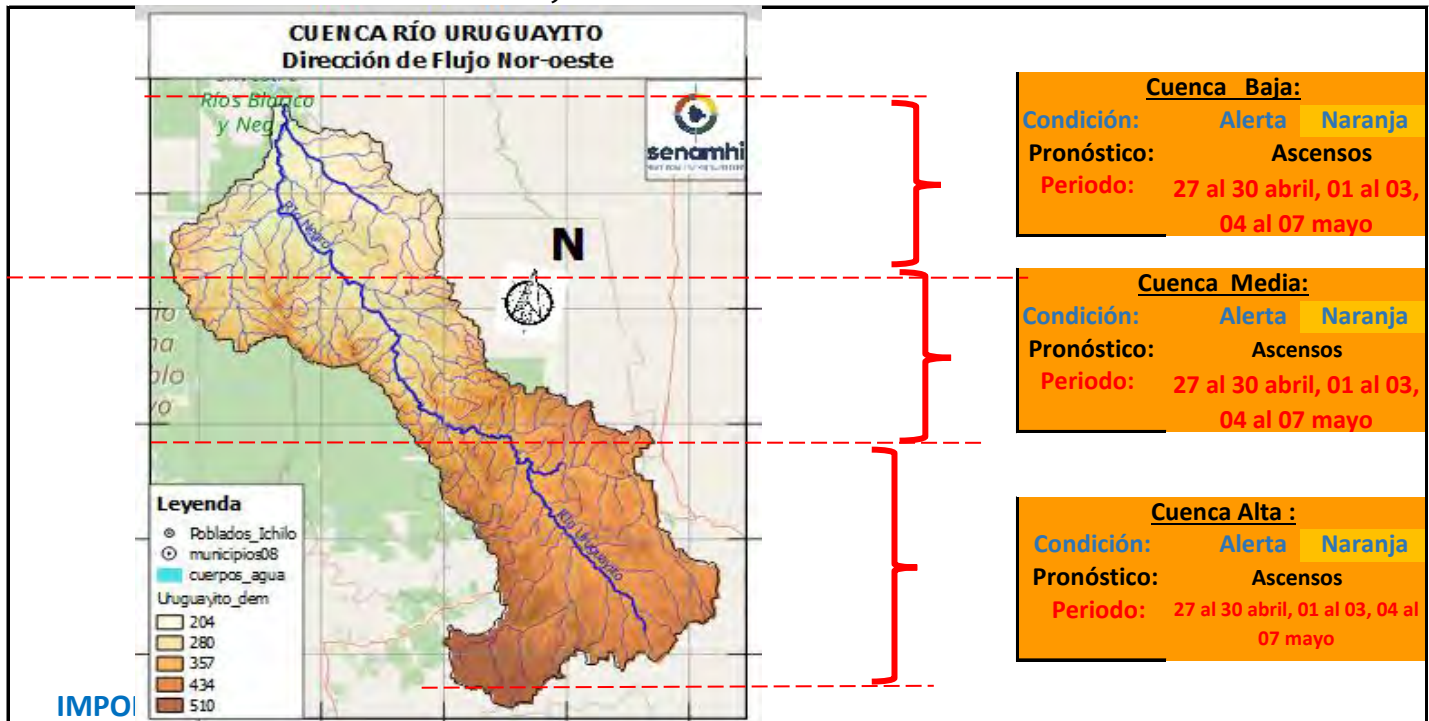 CUENCA RÍO URUGUAYITO
Dirección de Flujo Nor-oeste
Ríos Blanco
y Neg
senamhi
Río Negro
N
Río Uruguayito
Leyenda
Poblados_Ichilo
municipios08
cuerpos_agua
Uruguayito_dem
204
280
357
434
510
Cuenca Baja:
Condición: Alerta Naranja
Pronóstico: Ascensos
Periodo: 27 al 30 abril, 01 al 03,
04 al 07 mayo
Cuenca Media:
Condición: Alerta Naranja
Pronóstico: Ascensos
Periodo: 27 al 30 abril, 01 al 03,
04 al 07 mayo
Cuenca Alta :
Condición: Alerta Naranja
Pronóstico: Ascensos
Periodo: 27 al 30 abril, 01 al 03, 04 al
07 mayo
IMPO